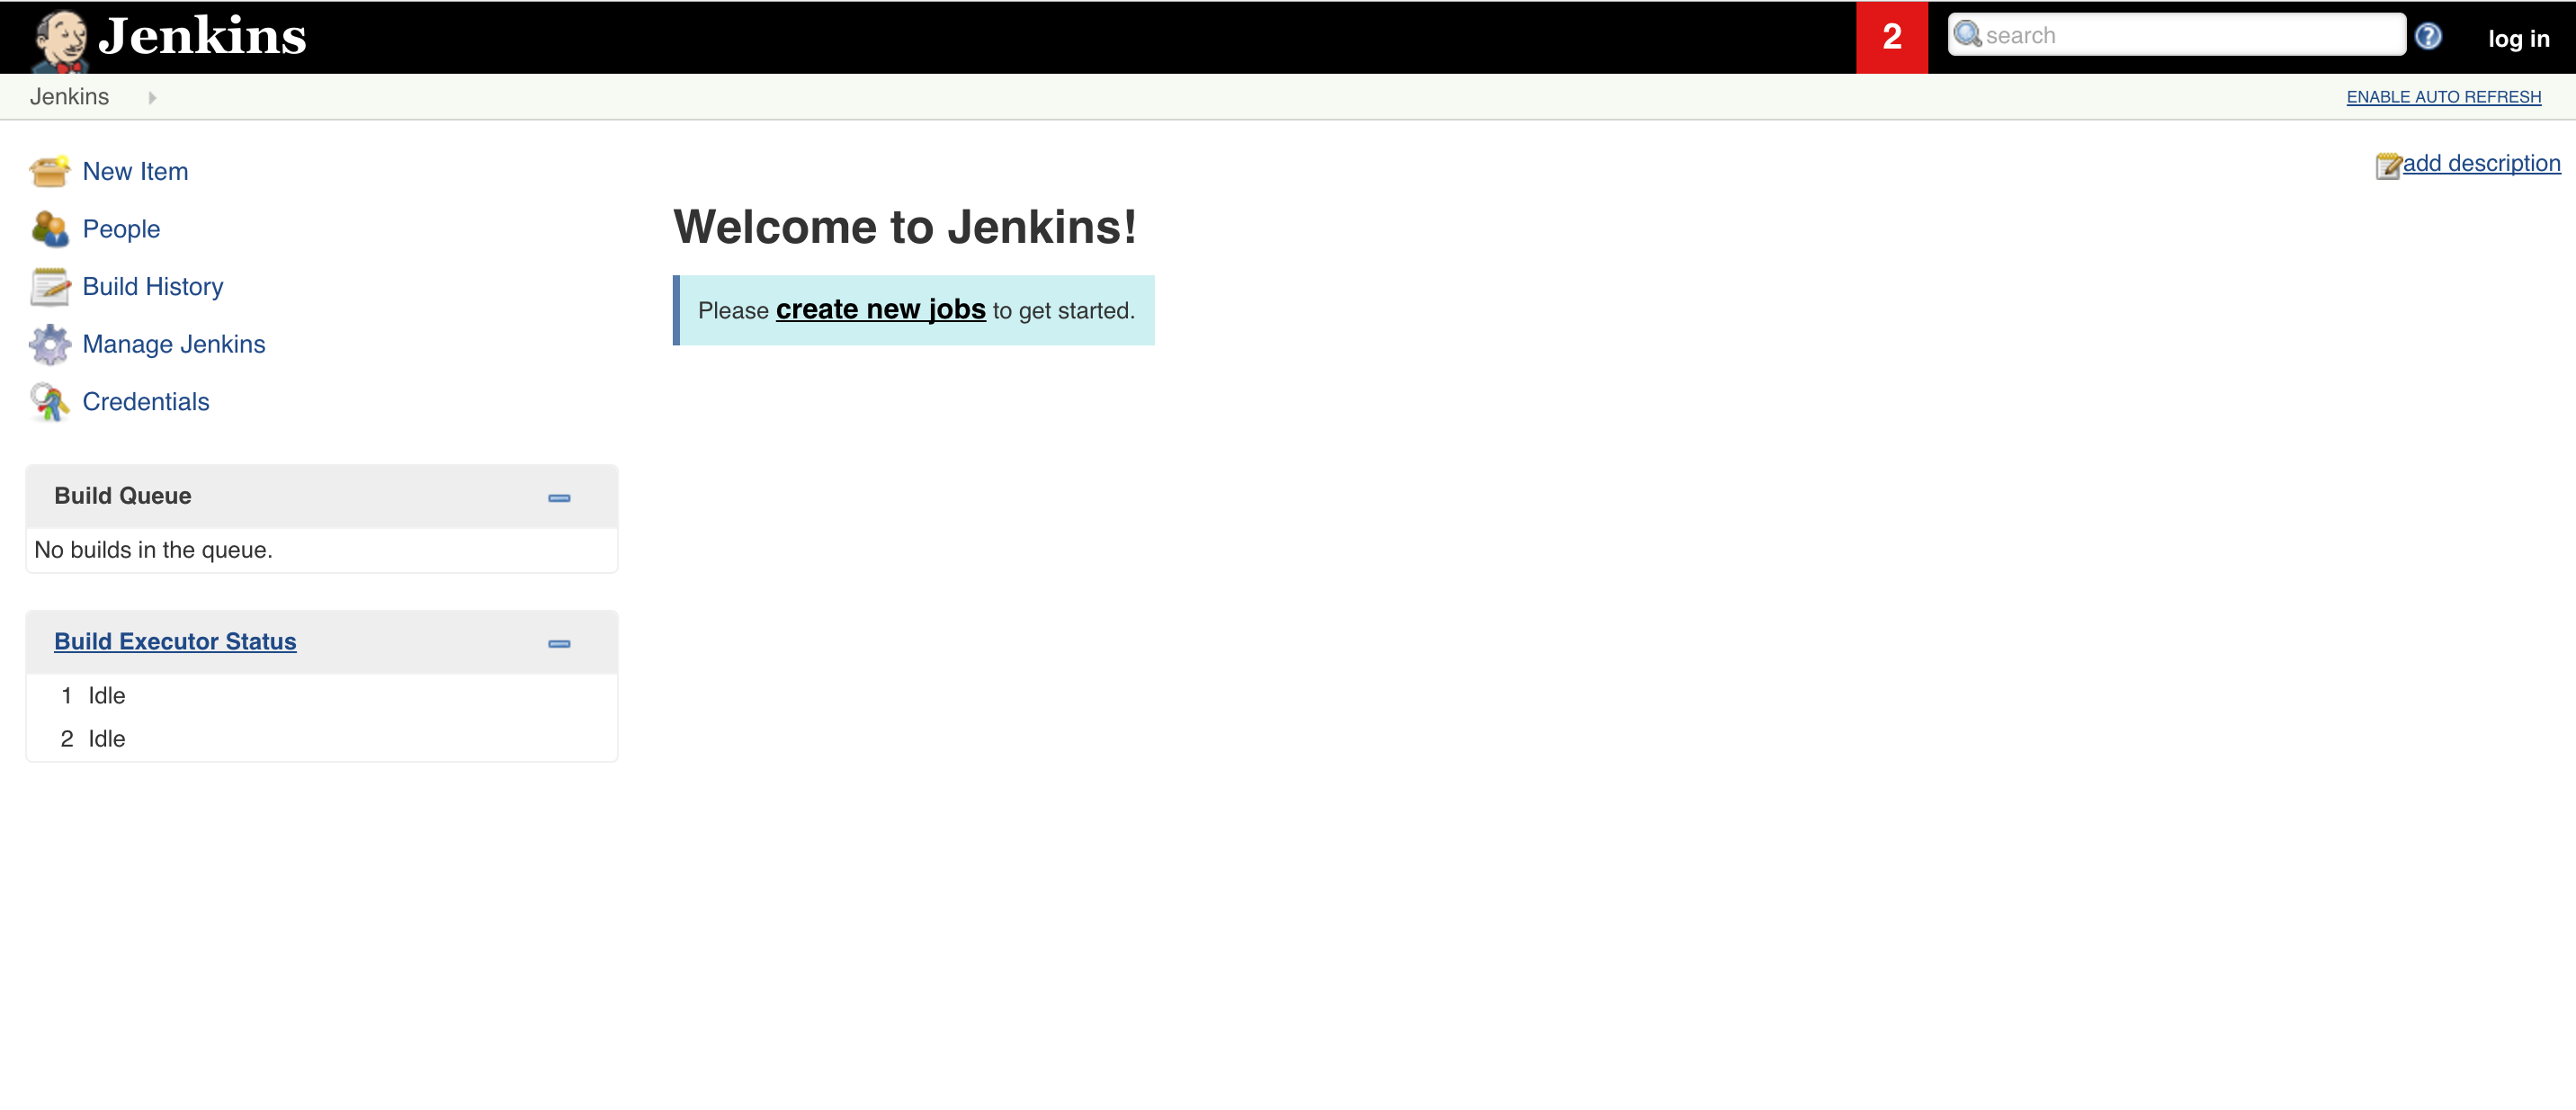 Jenkins
2
search
?
log in
Jenkins
ENABLE AUTO REFRESH
New Item
People
Build History
Manage Jenkins
Credentials
Build Queue
No builds in the queue.
Build Executor Status
1 Idle
2 Idle
add description
Welcome to Jenkins!
Please create new jobs to get started.